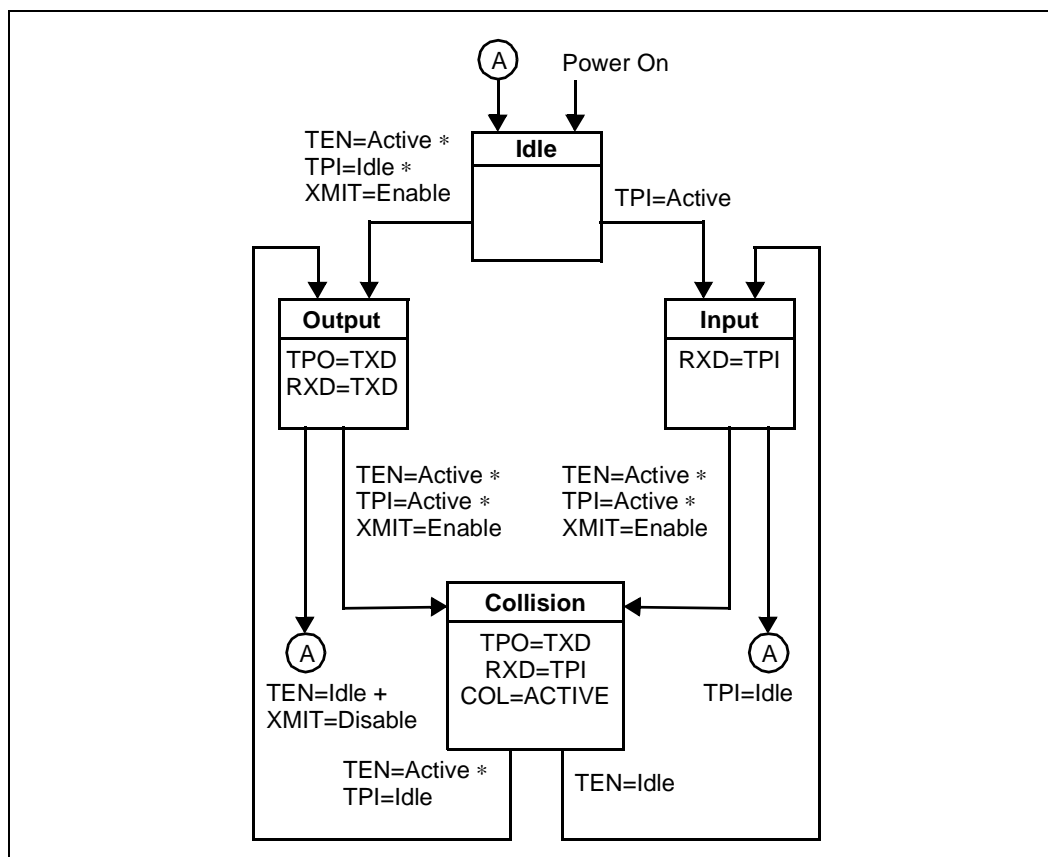 A
Power On
TEN=Active *
TPI=Idle *
XMIT=Enable
Idle
TPI=Active
Output
TPO=TXD
RXD=TXD
Input
RXD=TPI
TEN=Active *
TPI=Active *
XMIT=Enable
TEN=Active *
TPI=Active *
XMIT=Enable
Collision
TPO=TXD
RXD=TPI
COL=ACTIVE
A
TEN=Idle +
XMIT=Disable
A
TPI=Idle
TEN=Active *
TPI=Idle
TEN=Idle